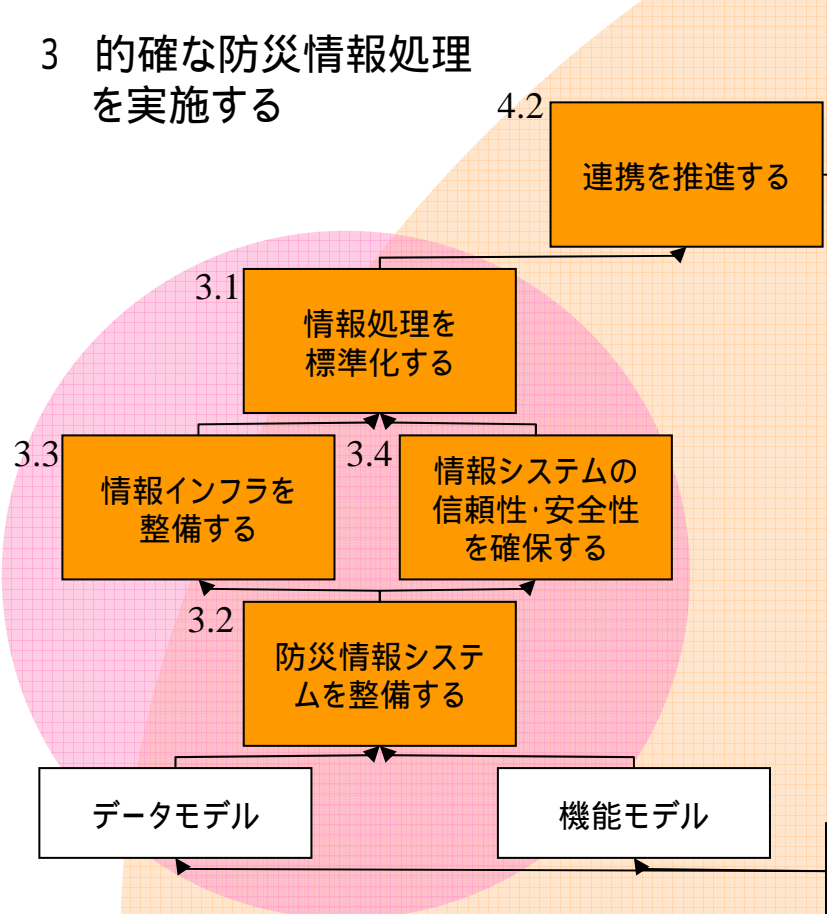 3 的確な防災情報処理
を実施する
4.2
連携を推進する
3.1
情報処理を
標準化する
3.3
情報インフラを
整備する
3.4
情報システムの
信頼性･安全性
を確保する
3.2
防災情報システ
ムを整備する
データモデル
機能モデル